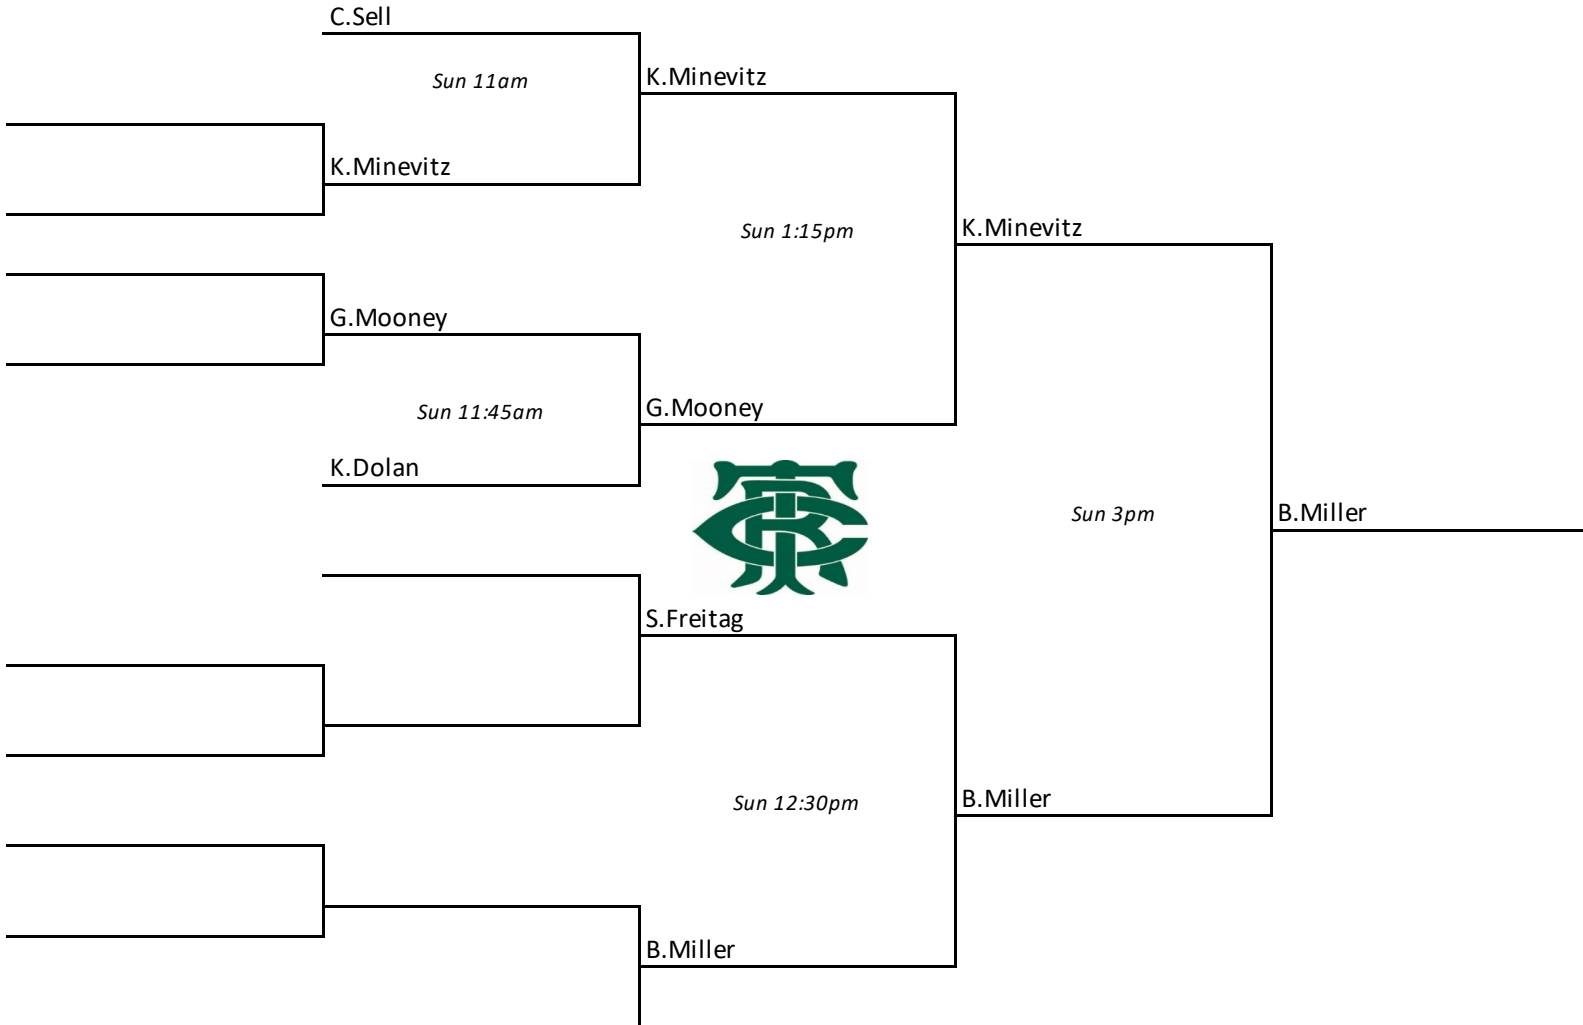 C.Sell
Sun 11am
K.Minevitz
K.Minevitz
Sun 1:15pm
K.Minevitz
G.Mooney
Sun 11:45am
G.Mooney
K.Dolan
Sun 3pm
B.Miller
S.Freitag
Sun 12:30pm
B.Miller
B.Miller